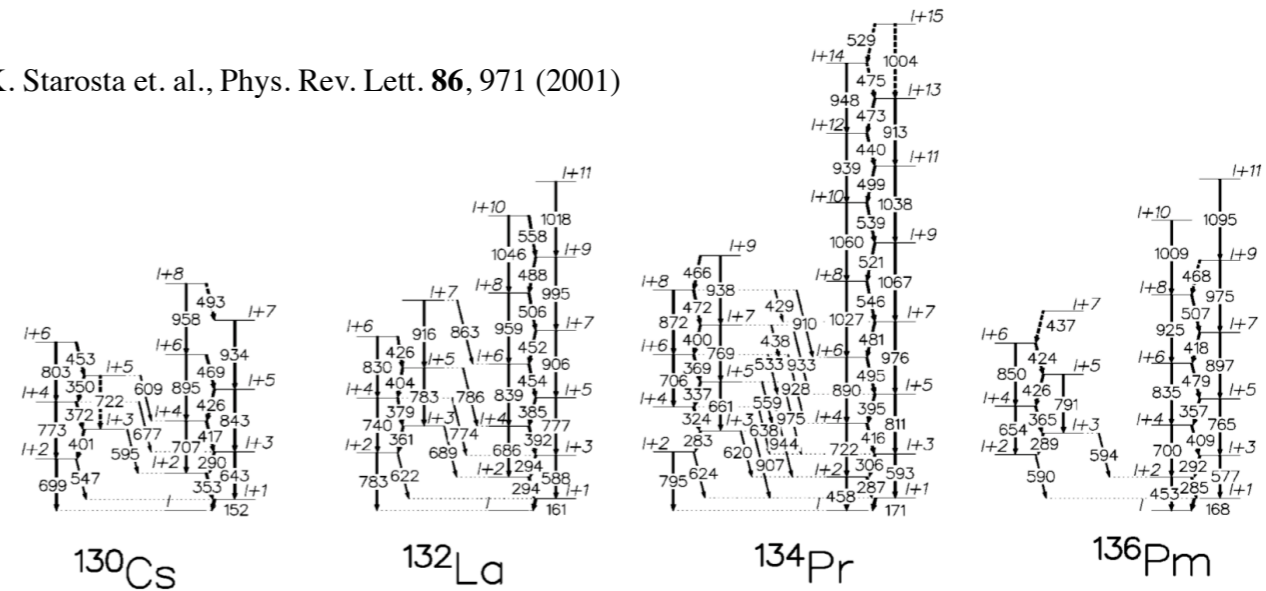 K. Starosta et. al., Phys. Rev. Lett. 86, 971 (2001)
I+8
493
I+7
958
I+6
I+6
934
453
I+5
469
803
350
609
895
I+5
I+4
722
426
372
I+3
I+4
843
773
401
677
417
I+3
I+2
595
707
290
I+2
643
699
547
353
I+1
I
152
130Cs
I+11
I+10
1018
558
I+9
1046
488
I+7
I+8
995
506
I+6
916
863
959
I+7
426
452
830
I+5
I+6
906
404
454
I+4
783
786
839
I+5
379
385
740
I+3
I+4
777
361
774
392
I+3
I+2
689
686
294
I+2
588
783
622
294
I+1
I
161
132La
I+15
529
I+14
1004
475
I+13
948
473
I+12
913
440
I+11
939
499
I+10
1038
539
I+9
1060
I+9
521
466
I+8
1067
I+8
938
546
472
429
I+7
872
I+7
910
1027
400
438
481
I+6
769
I+6
976
369
533
933
495
706
I+5
928
890
I+5
337
559
395
I+4
661
975
I+4
811
324
638
416
I+3
I+3
283
944
722
I+2
620
306
593
907
I+2
795
624
287
458
I+1
I
171
134Pr
I+11
I+10
1095
1009
I+9
468
I+8
975
I+7
507
437
925
I+7
I+6
418
424
I+6
897
850
I+5
479
426
835
I+5
I+4
791
357
365
I+4
765
654
I+3
409
289
700
I+3
I+2
594
292
I+2
577
590
453
285
I+1
I
168
136Pm